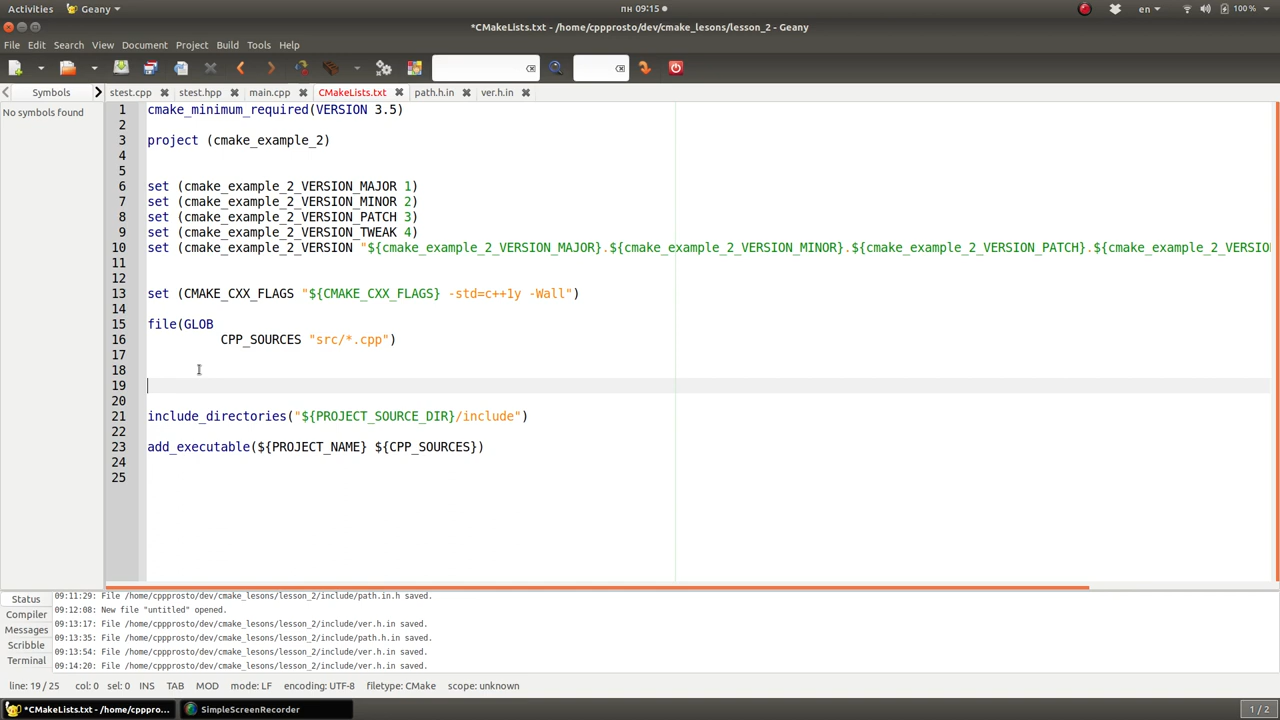 Activities Geany пн 09:15 en 100 %
*CMakeLists.txt - /home/cppprosto/dev/cmake_lesons/lesson_2 - Geany
File Edit Search View Document Project Build Tools Help
Symbols stest.cpp stest.hpp main.cpp CMakeLists.txt path.h.in ver.h.in
No symbols found
1 cmake_minimum_required(VERSION 3.5)
2
3 project (cmake_example_2)
4
5
6 set (cmake_example_2_VERSION_MAJOR 1)
7 set (cmake_example_2_VERSION_MINOR 2)
8 set (cmake_example_2_VERSION_PATCH 3)
9 set (cmake_example_2_VERSION_TWEAK 4)
10 set (cmake_example_2_VERSION "${cmake_example_2_VERSION_MAJOR}.${cmake_example_2_VERSION_MINOR}.${cmake_example_2_VERSION_PATCH}.${cmake_example_2_VERSIO
11
12
13 set (CMAKE_CXX_FLAGS "${CMAKE_CXX_FLAGS} -std=c++1y -Wall")
14
15 file(GLOB
16 CPP_SOURCES "src/*.cpp")
17
18
19
20
21 include_directories("${PROJECT_SOURCE_DIR}/include")
22
23 add_executable(${PROJECT_NAME} ${CPP_SOURCES})
24
25
Status
Compiler
Messages
Scribble
Terminal
09:11:29: File /home/cppprosto/dev/cmake_lesons/lesson_2/include/path.in.h saved.
09:12:08: New file "untitled" opened.
09:13:17: File /home/cppprosto/dev/cmake_lesons/lesson_2/include/ver.h.in saved.
09:13:35: File /home/cppprosto/dev/cmake_lesons/lesson_2/include/path.h.in saved.
09:13:54: File /home/cppprosto/dev/cmake_lesons/lesson_2/include/ver.h.in saved.
09:14:20: File /home/cppprosto/dev/cmake_lesons/lesson_2/include/ver.h.in saved.
line: 19 / 25 col: 0 sel: 0 INS TAB MOD mode: LF encoding: UTF-8 filetype: CMake scope: unknown
*CMakeLists.txt - /home/cpppro... SimpleScreenRecorder 1 / 2